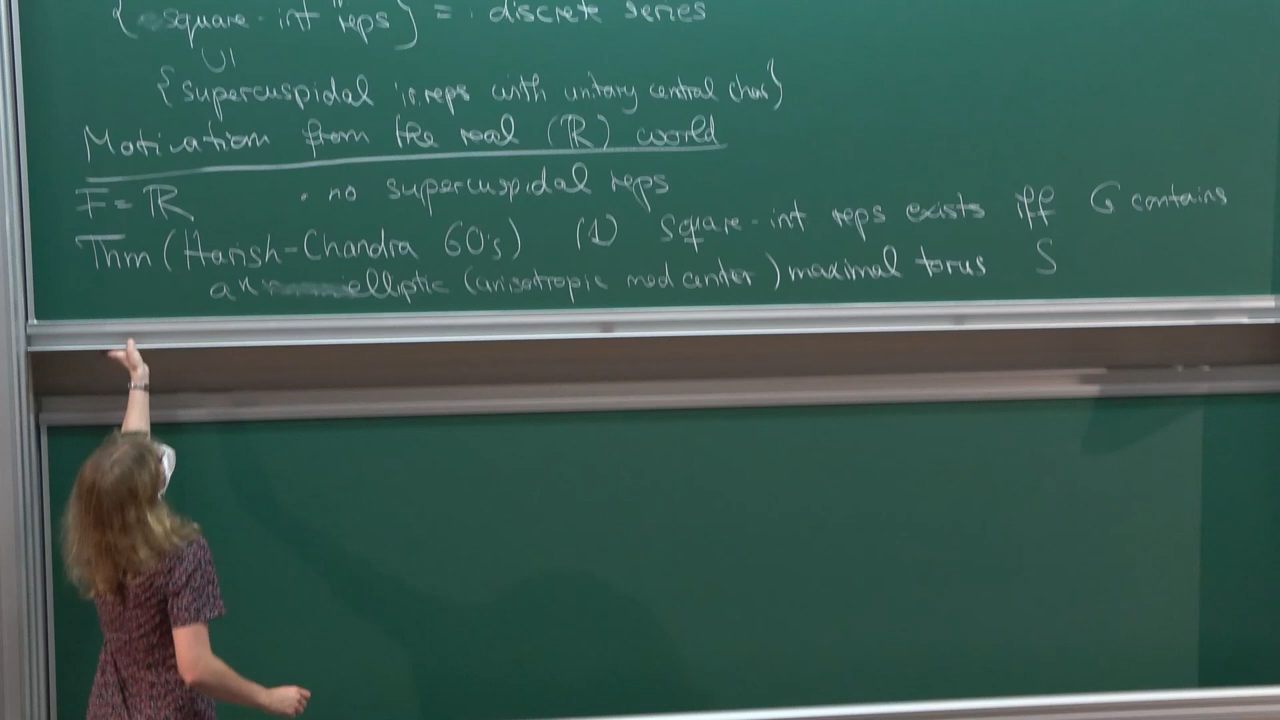 {square-int reps} = : discrete series
∪|
{supercuspidal ir.reps with unitary central char}
Motivation from the real (ℝ) world
F = ℝ · no supercuspidal reps
Thm (Harish-Chandra 60's) (1) square-int reps exists iff G contains
an elliptic (anisotropic mod center) maximal torus S